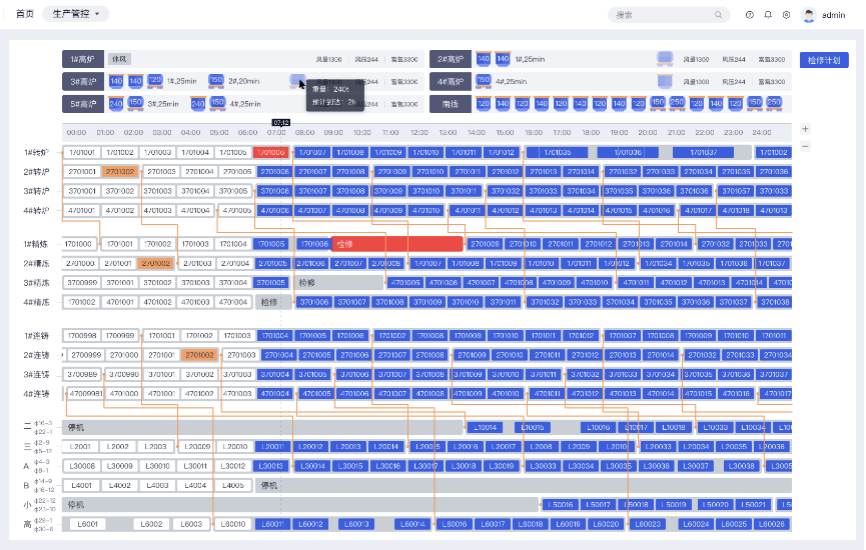 首页 生产管控 搜索 admin
1#高炉 休风 风量1300 风压244 富氧3300 2#高炉 140 140 1#,25min 风量1300 风压244 富氧3300 检修计划
3#高炉 140 140 120 1#,25min 150 2#,20min 重量：240t 4#高炉 150 4#,25min 风量1300 风压244 富氧3300
预计到达：2h
5#高炉 240 150 3#,25min 240 150 4#,25min 风量1300 风压244 富氧3300 南线 120 120 140 120 140 120 140 120 150 250 120 140 120 150 250
07:12
00:00 01:00 02:00 03:00 04:00 05:00 06:00 07:00 08:00 09:00 10:00 11:00 12:00 13:00 14:00 15:00 16:00 17:00 18:00 19:00 20:00 21:00 22:00 23:00 24:00
1#转炉 1701001 1701002 1701003 1701004 1701005 1701006 1701007 1701008 1701009 1701010 1701011 1701012 1701035 1701036 1701037 1701002
2#转炉 2701001 2701002 2701003 2701004 2701005 2701006 2701007 2701008 2701009 2701010 2701011 2701012 2701013 2701014 2701032 2701033 2701034 2701035 2701036
3#转炉 3701001 3701002 3701003 3701004 3701005 3701006 3701007 3701008 3701009 3701010 3701011 3701032 3701033 3701034 3701035 3701036 3701057 3701033
4#转炉 4701001 4701002 4701003 4701004 4701005 4701006 4701007 4701008 4701009 4701010 4701011 4701012 4701013 4701014 4701015 4701016 4701017 4701018 4701013
1#精炼 1701000 1701001 1701002 1701003 1701004 1701005 1701006 检修 2701009 2701010 2701011 2701012 2701013 2701014 2701032 2701033
2#精炼 2701000 2701001 2701002 2701003 2701004 2701005 2701006 2701007 2701008 1701007 1701008 1701009 1701010 1701011 1701012 1701034 1701035 1701036 1701037
3#精炼 3700999 3701001 3701002 3701003 3701004 3701005 检修 4701005 4701006 4701007 4701008 4701009 4701010 4701011 4701012 4701013 4701014
4#精炼 1701002 4701001 4701002 4701003 4701004 检修 3701006 3701007 3701008 3701009 3701010 3701011 3701032 3701033 3701034 3701035 3701036 3701037 3701038
1#连铸 1700998 1700999 1701001 1701002 1701003 1701004 1701005 1701006 1701002 1701008 1701009 1701010 1701011 1701012 1701007 1701008 1701009 1701010
2#连铸 2700999 2701000 2701001 2701002 2701003 2701004 2701005 2701006 2701007 2701008 2701009 2701010 2701011 2701012 2701013 2701014 2701032 2701033 2701034
3#连铸 3700989 3701000 3701001 3701002 3701003 3701004 3701005 3701006 3701007 3701008 3701009 3701010 3701011 3701032 3701033 3701034 3701035 3701036 3701037
4#连铸 47009981 4701000 4701001 4701002 4701003 4701004 4701005 4701006 4701007 4701008 4701009 4701010 4701011 4701012 4701013 4701014 4701015 4701016 4701017
二 停机 L10014 L10015 L10016 L10017 L10018 L10033 L10034
三 L2001 L2002 L2003 L20009 L20010 L20011 L20012 L20013 L20014 L20015 L20016 L20017 L2008 L2009 L20010 L20033 L20034 L20035 L20036
A L30008 L30009 L30010 L30011 L30012 L30013 L30014 L30015 L30016 L30017 L30018 L30019 L30033 L30034 L30035 L30036 L30037 L30038
B L4001 L4002 L4003 L4004 L4005 停机
小 停机 L50016 L50017 L50018 L50019 L50020 L50021
高 L6001 L6002 L6003 L60010 L60011 L60012 L60013 L60014 L60016 L60017 L60018 L60019 L60020 L60023 L60024 L60025 L60026